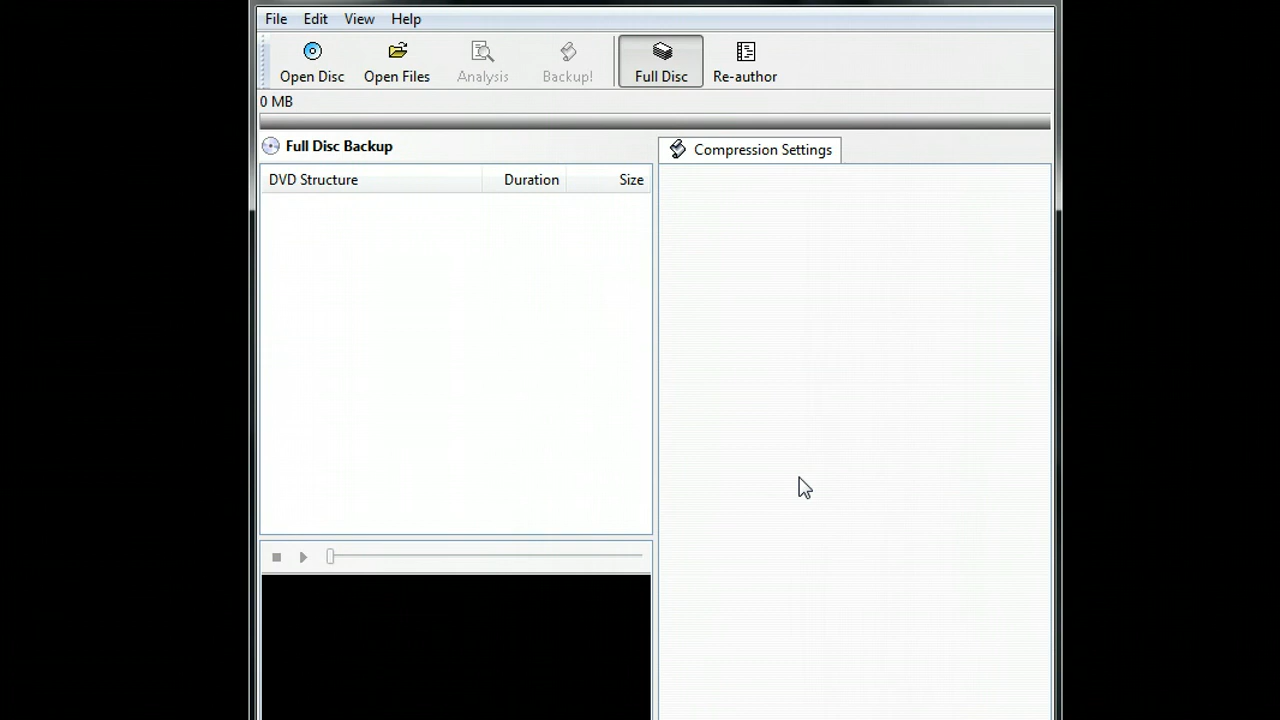 File Edit View Help
Open Disc Open Files Analysis Backup! Full Disc Re-author
0 MB
Full Disc Backup
Compression Settings
DVD Structure Duration Size